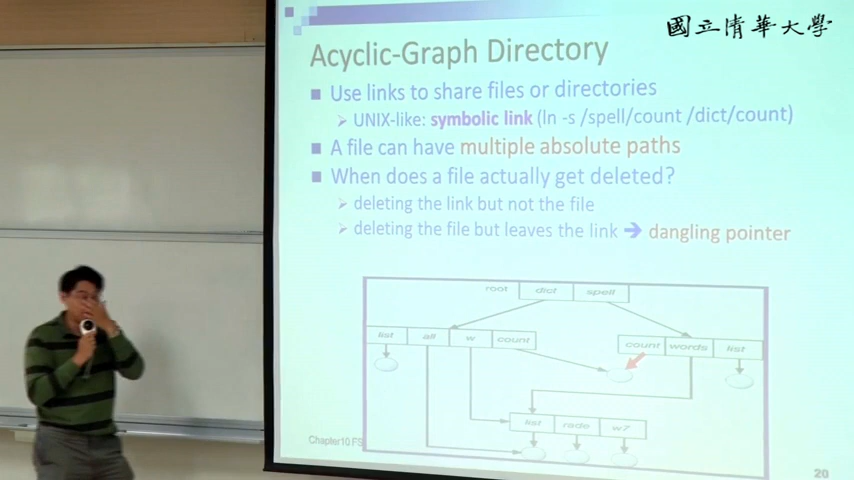 國立清華大學
Acyclic-Graph Directory
Use links to share files or directories
UNIX-like: symbolic link (ln -s /spell/count /dict/count)
A file can have multiple absolute paths
When does a file actually get deleted?
deleting the link but not the file
deleting the file but leaves the link ➔ dangling pointer
root dict spell
list all w count
count words list
list rade w7
Chapter10 FS
20